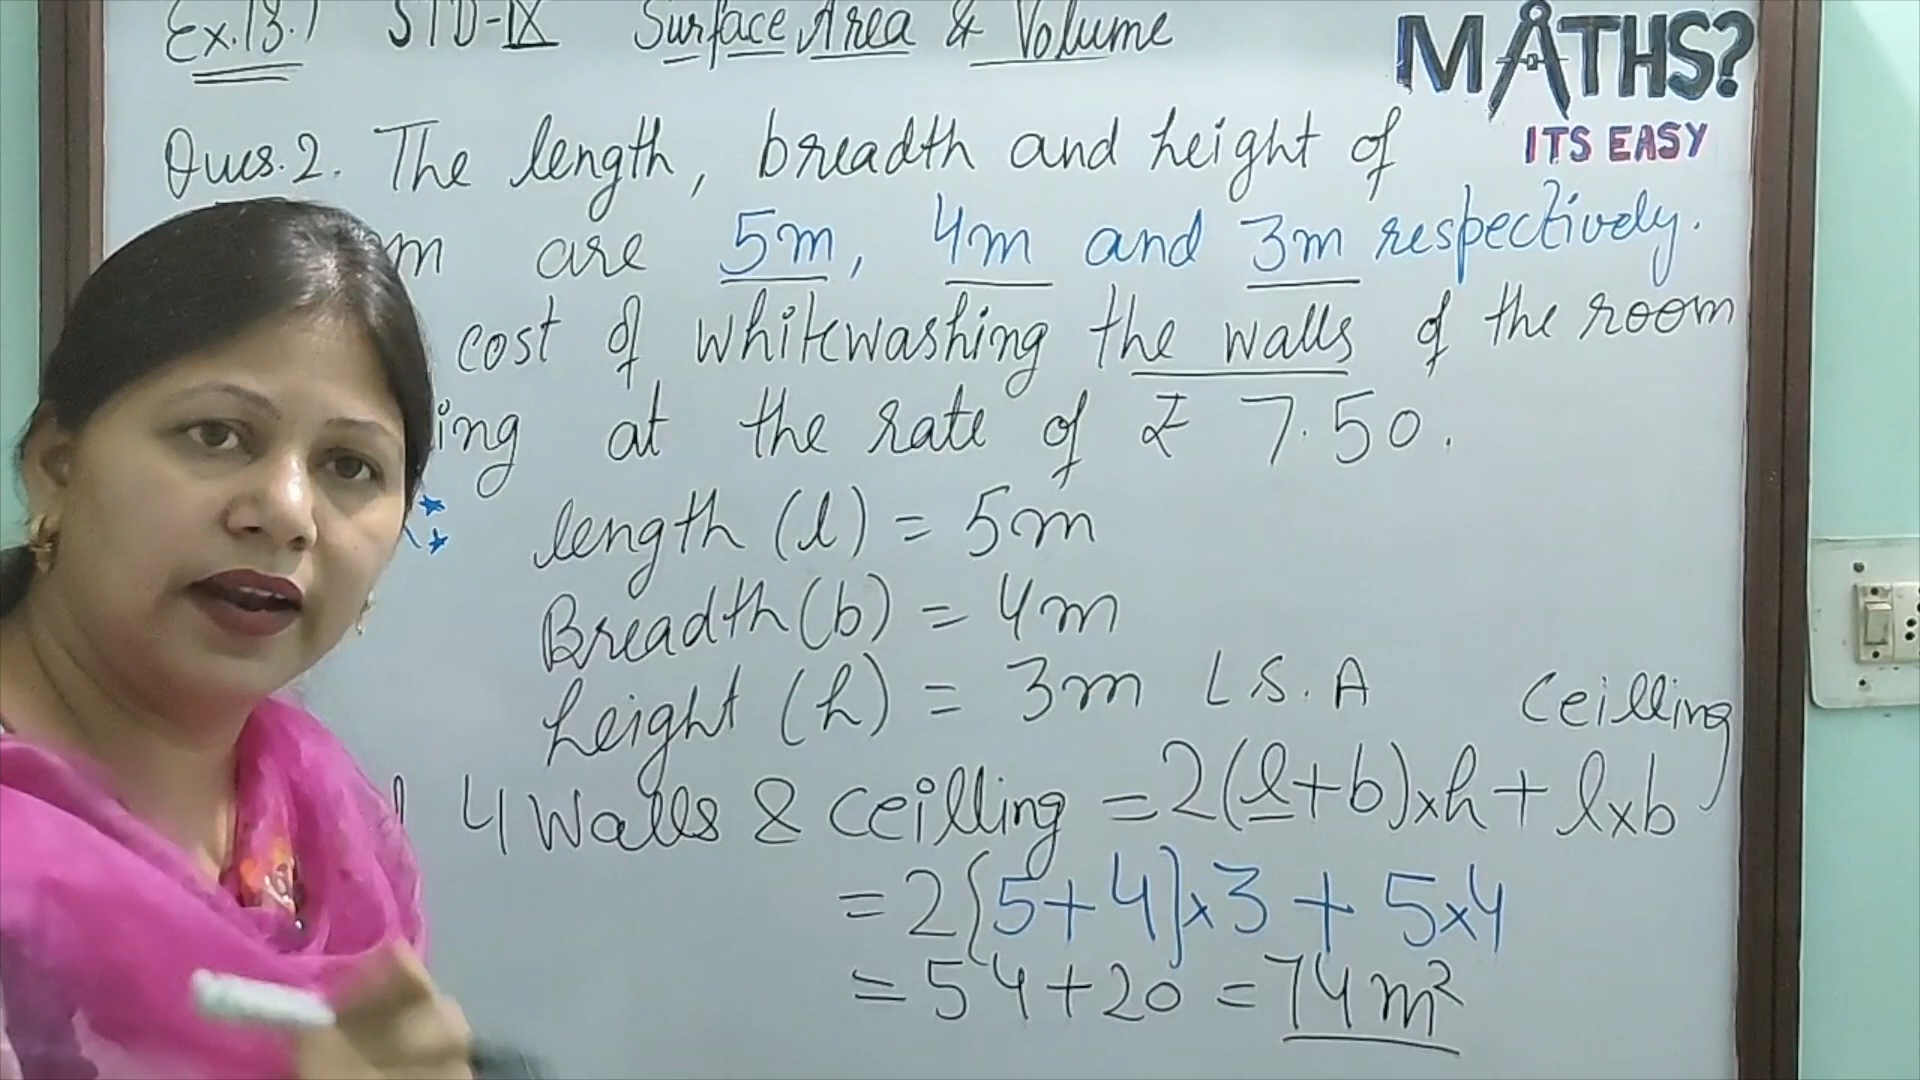 Ex.13.1 STD-IX Surface Area & Volume
MATHS?
ITS EASY
Ques.2. The length, breadth and height of
are 5m, 4m and 3m respectively.
cost of whitewashing the walls of the room
at the rate of ₹ 7.50.
length (l) = 5m
Breadth (b) = 4m
height (h) = 3m L.S.A Ceilling
4 Walls & Ceilling = 2(l+b)×h + l×b
= 2{5+4}×3 + 5×4
= 54+20 = 74m²